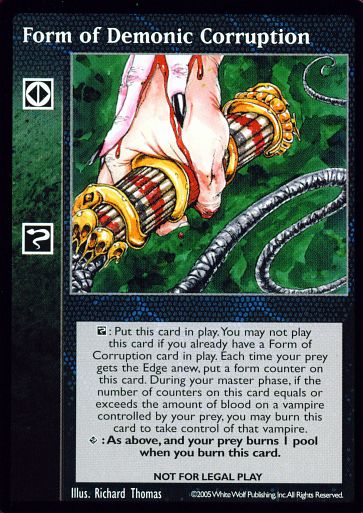 Form of Demonic Corruption
: Put this card in play. You may not play
this card if you already have a Form of
Corruption card in play. Each time your prey
gets the Edge anew, put a form counter on
this card. During your master phase, if the
number of counters on this card equals or
exceeds the amount of blood on a vampire
controlled by your prey, you may burn this
card to take control of that vampire.
: As above, and your prey burns 1 pool
when you burn this card.
NOT FOR LEGAL PLAY
Illus. Richard Thomas
©2005 White Wolf Publishing, Inc. All Rights Reserved.